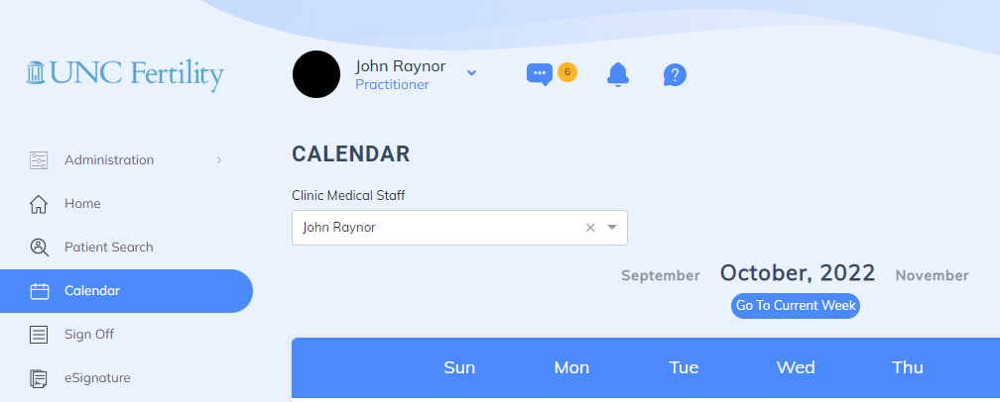 UNC Fertility
John Raynor
Practitioner
6
Administration
Home
Patient Search
Calendar
Sign Off
eSignature
CALENDAR
Clinic Medical Staff
John Raynor
September October, 2022 November
Go To Current Week
Sun Mon Tue Wed Thu